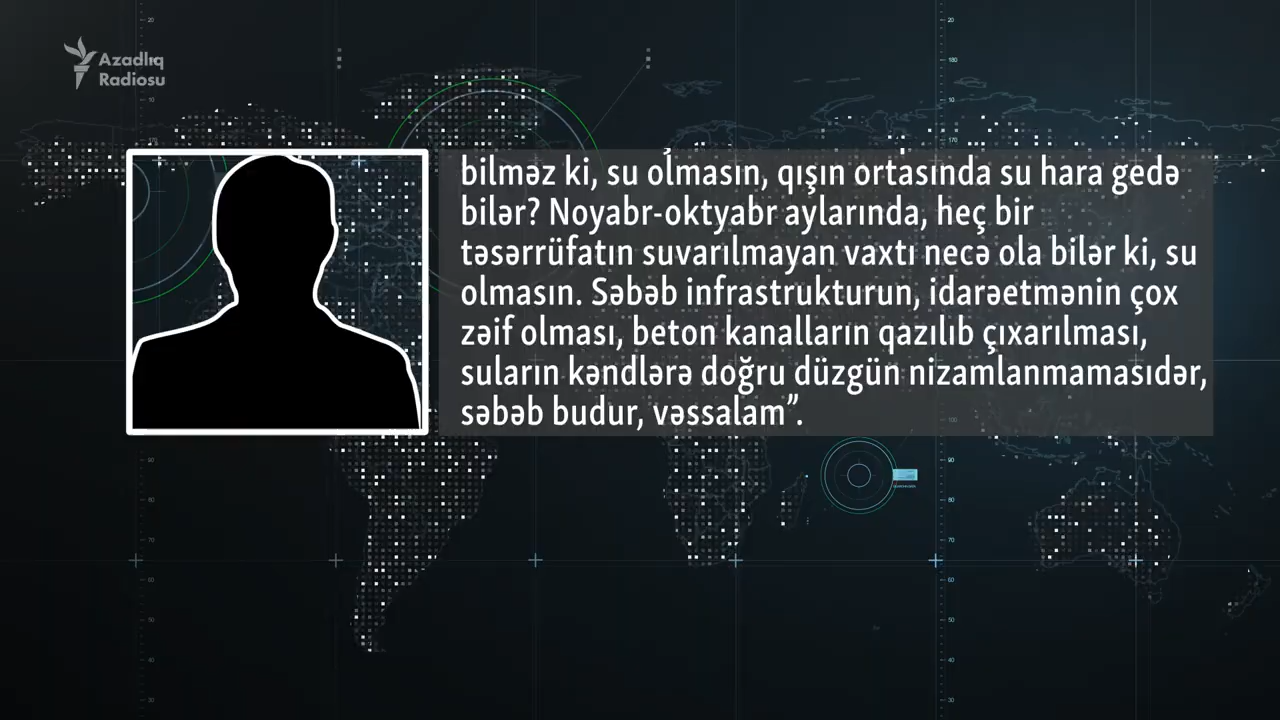 Azadlıq
Radiosu
bilməz ki, su olmasın, qışın ortasında su hara gedə
bilər? Noyabr-oktyabr aylarında, heç bir
təsərrüfatın suvarılmayan vaxtı necə ola bilər ki, su
olmasın. Səbəb infrastrukturun, idarəetmənin çox
zəif olması, beton kanalların qazılıb çıxarılması,
suların kəndlərə doğru düzgün nizamlanmamasıdər,
səbəb budur, vəssalam”.